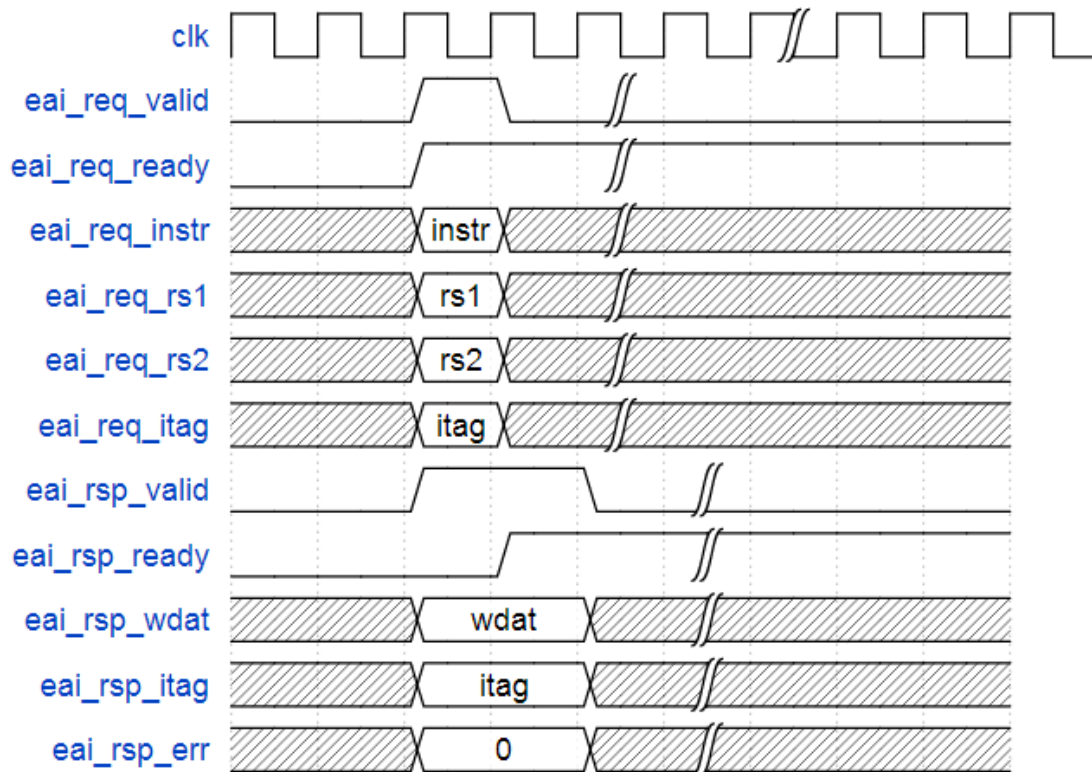 clk
eai_req_valid
eai_req_ready
eai_req_instr instr
eai_req_rs1 rs1
eai_req_rs2 rs2
eai_req_itag itag
eai_rsp_valid
eai_rsp_ready
eai_rsp_wdat wdat
eai_rsp_itag itag
eai_rsp_err 0